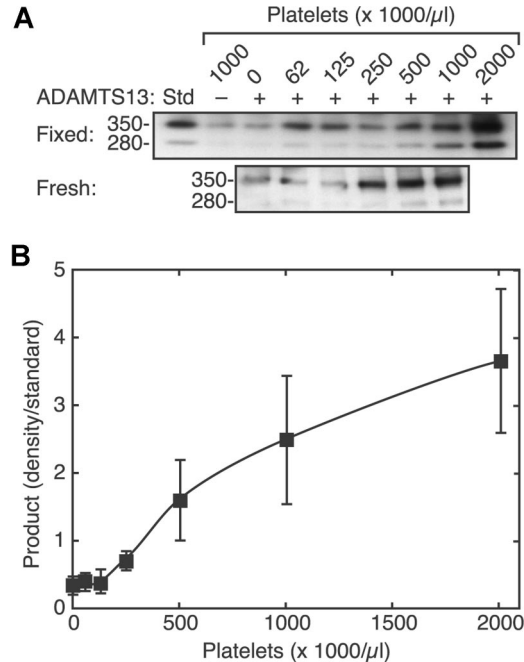 A
Platelets (x 1000/µl)
1000 0 62 125 250 500 1000 2000
ADAMTS13: Std – + + + + + + +
Fixed: 350-
280-
Fresh: 350-
280-
B
5
4
3
2
1
0
Product (density/standard)
0 500 1000 1500 2000
Platelets (x 1000/µl)